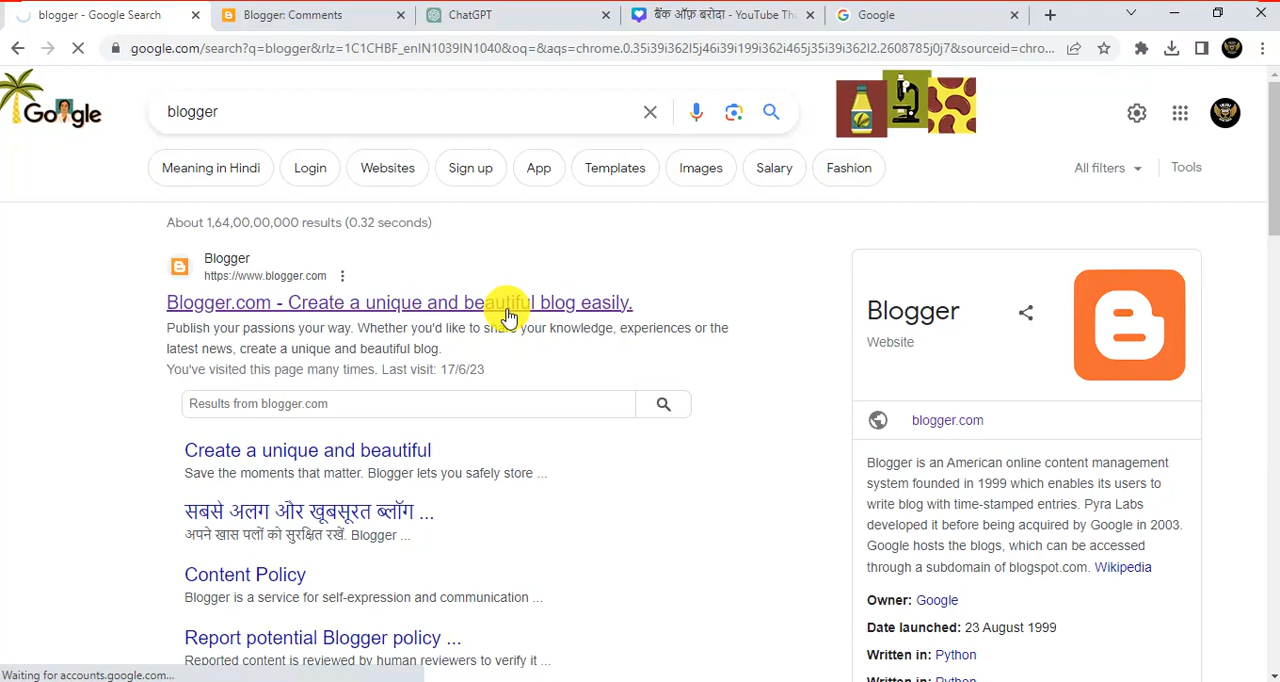 blogger - Google Search
Blogger: Comments
ChatGPT
बैंक ऑफ़ बरोदा - YouTube Th
Google
google.com/search?q=blogger&rlz=1C1CHBF_enIN1039IN1040&oq=&aqs=chrome.0.35i39i362l5j46i39i199i362i465j35i39i362l2.2608785j0j7&sourceid=chro...
Google
blogger
Meaning in Hindi
Login
Websites
Sign up
App
Templates
Images
Salary
Fashion
All filters
Tools
About 1,64,00,00,000 results (0.32 seconds)
Blogger
https://www.blogger.com
Blogger.com - Create a unique and beautiful blog easily.
Publish your passions your way. Whether you'd like to share your knowledge, experiences or the
latest news, create a unique and beautiful blog.
You've visited this page many times. Last visit: 17/6/23
Results from blogger.com
Create a unique and beautiful
Save the moments that matter. Blogger lets you safely store ...
सबसे अलग और खूबसूरत ब्लॉग ...
अपने खास पलों को सुरक्षित रखें. Blogger ...
Content Policy
Blogger is a service for self-expression and communication ...
Report potential Blogger policy ...
Reported content is reviewed by human reviewers to verify it ...
Blogger
Website
blogger.com
Blogger is an American online content management
system founded in 1999 which enables its users to
write blog with time-stamped entries. Pyra Labs
developed it before being acquired by Google in 2003.
Google hosts the blogs, which can be accessed
through a subdomain of blogspot.com. Wikipedia
Owner: Google
Date launched: 23 August 1999
Written in: Python
Written in: Python
Waiting for accounts.google.com...